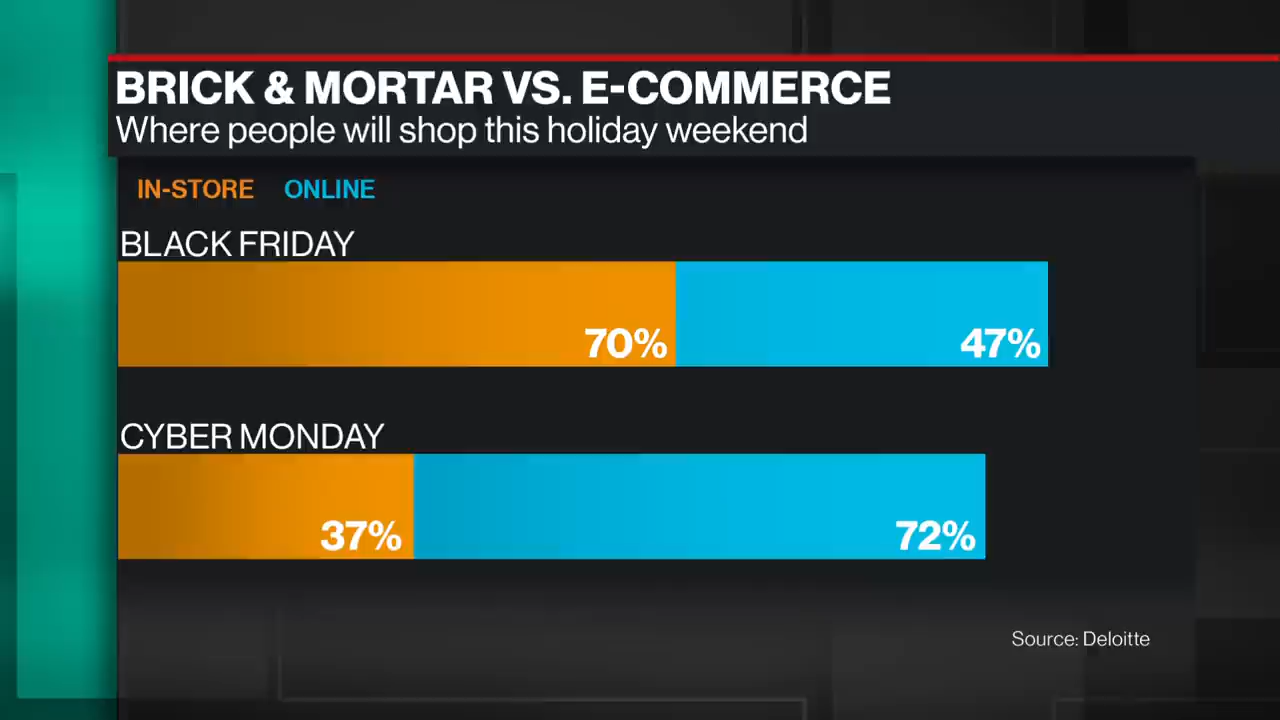 BRICK & MORTAR VS. E-COMMERCE
Where people will shop this holiday weekend
IN-STORE ONLINE
BLACK FRIDAY
70% 47%
CYBER MONDAY
37% 72%
Source: Deloitte